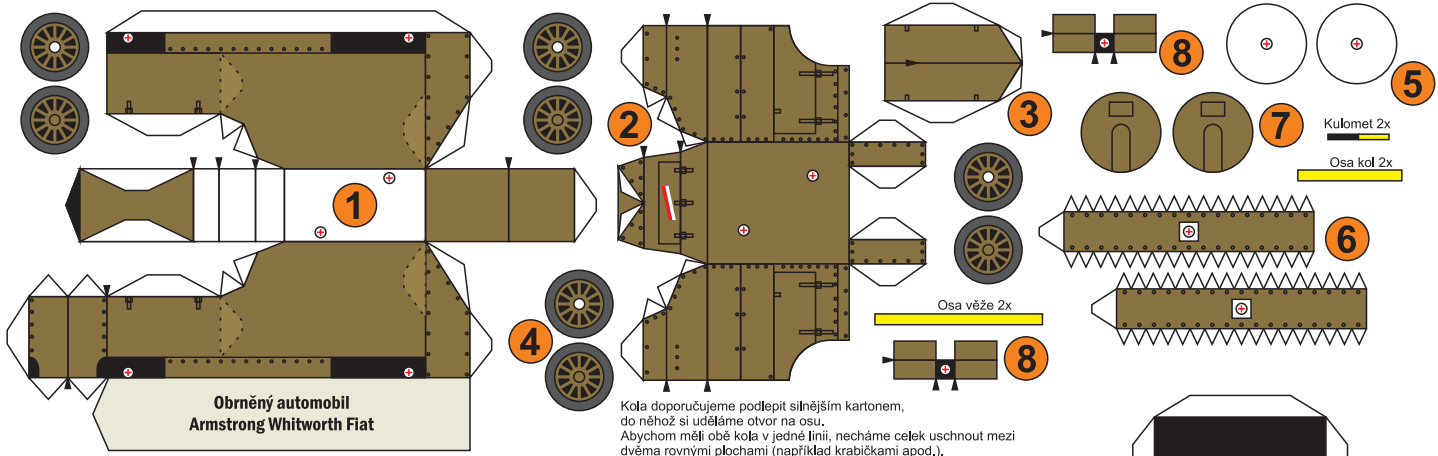 8
5
2
3
7
Kulomet 2x
Osa kol 2x
1
6
Osa věže 2x
4
8
Obrněný automobil
Armstrong Whitworth Fiat
Kola doporučujeme podlepit silnějším kartonem,
do něhož si uděláme otvor na osu.
Abychom měli obě kola v jedné linii, necháme celek uschnout mezi
dvěma rovnými plochami (například krabičkami apod.).